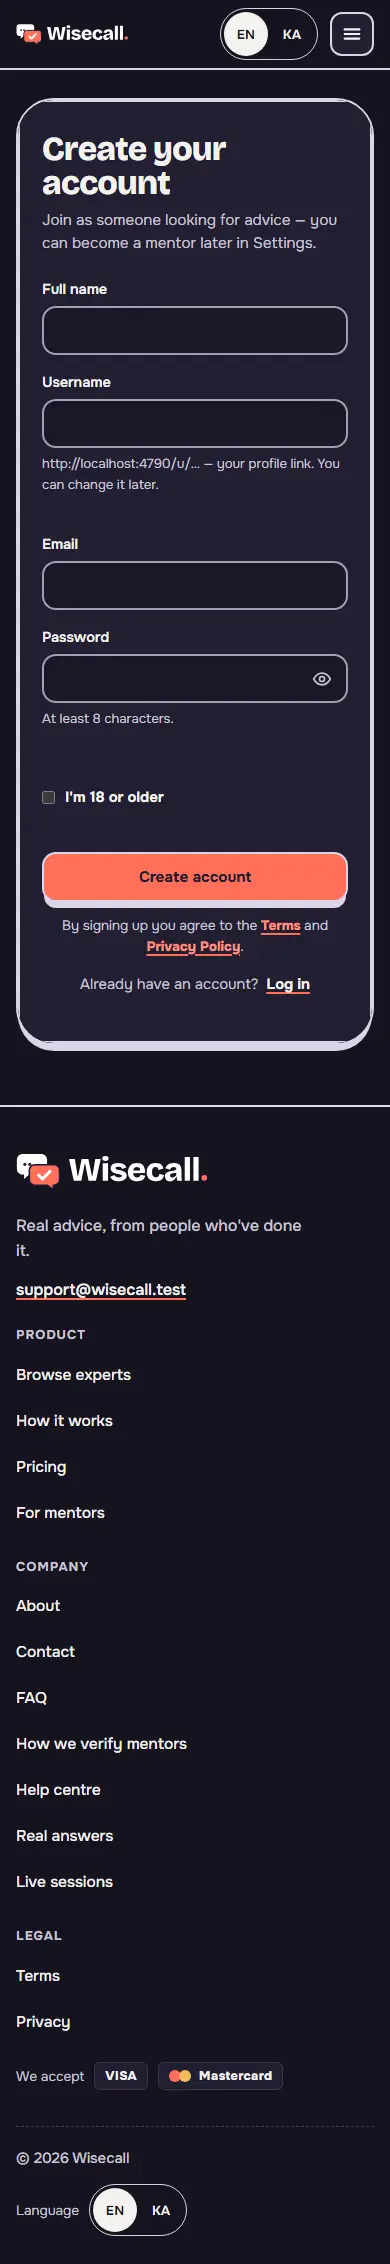 Wisecall.
EN KA
Create your
account
Join as someone looking for advice — you
can become a mentor later in Settings.
Full name
Username
http://localhost:4790/u/... — your profile link. You
can change it later.
Email
Password
At least 8 characters.
I'm 18 or older
Create account
By signing up you agree to the Terms and
Privacy Policy.
Already have an account? Log in
Wisecall.
Real advice, from people who've done
it.
support@wisecall.test
PRODUCT
Browse experts
How it works
Pricing
For mentors
COMPANY
About
Contact
FAQ
How we verify mentors
Help centre
Real answers
Live sessions
LEGAL
Terms
Privacy
We accept VISA Mastercard
© 2026 Wisecall
Language EN KA